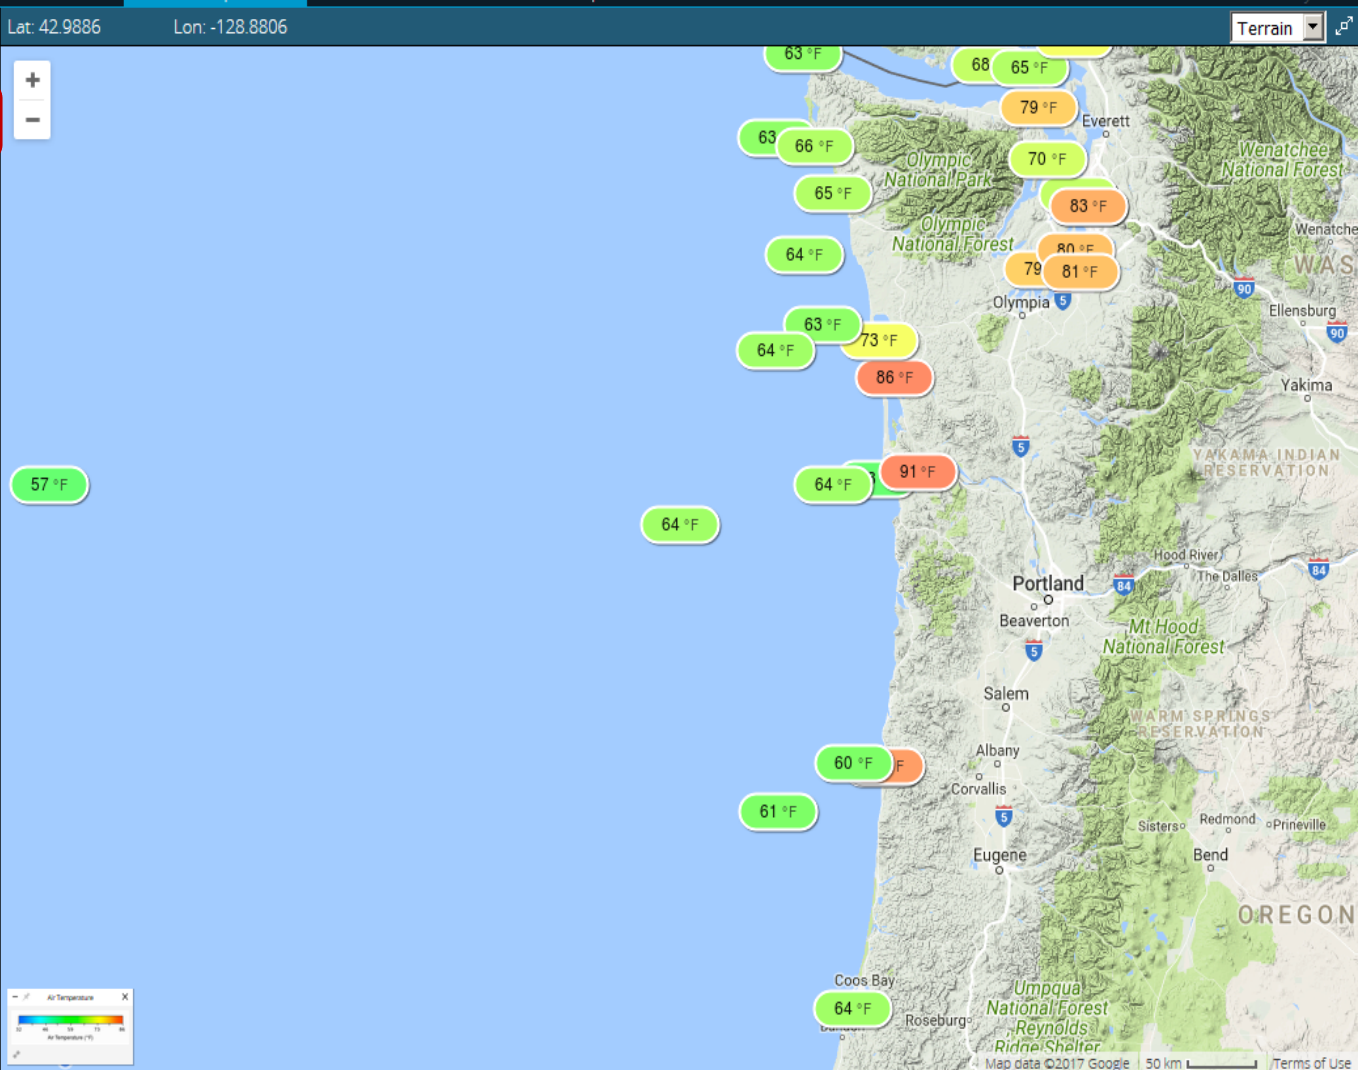 Lat: 42.9886 Lon: -128.8806 Terrain
63 °F
68
65 °F
79 °F
Everett
63
66 °F
70 °F
Olympic
National Park
Wenatchee
National Forest
65 °F
83 °F
Olympic
National Forest
Wenatche
64 °F
80 °F
79
81 °F
WAS
Olympia
5
90
Ellensburg
63 °F
73 °F
64 °F
90
86 °F
Yakima
5
YAKAMA INDIAN
RESERVATION
57 °F
64 °F
91 °F
64 °F
Hood River
The Dalles
84
Portland
84
Beaverton
Mt Hood
National Forest
5
Salem
WARM SPRINGS
RESERVATION
Albany
60 °F
F
Corvallis
61 °F
5
Sisters
Redmond
Prineville
Eugene
Bend
OREGON
Coos Bay
64 °F
Roseburg
Umpqua
National Forest
Reynolds
Ridge Shelter
Air Temperature X
Air Temperature (°F)
Map data ©2017 Google 50 km Terms of Use